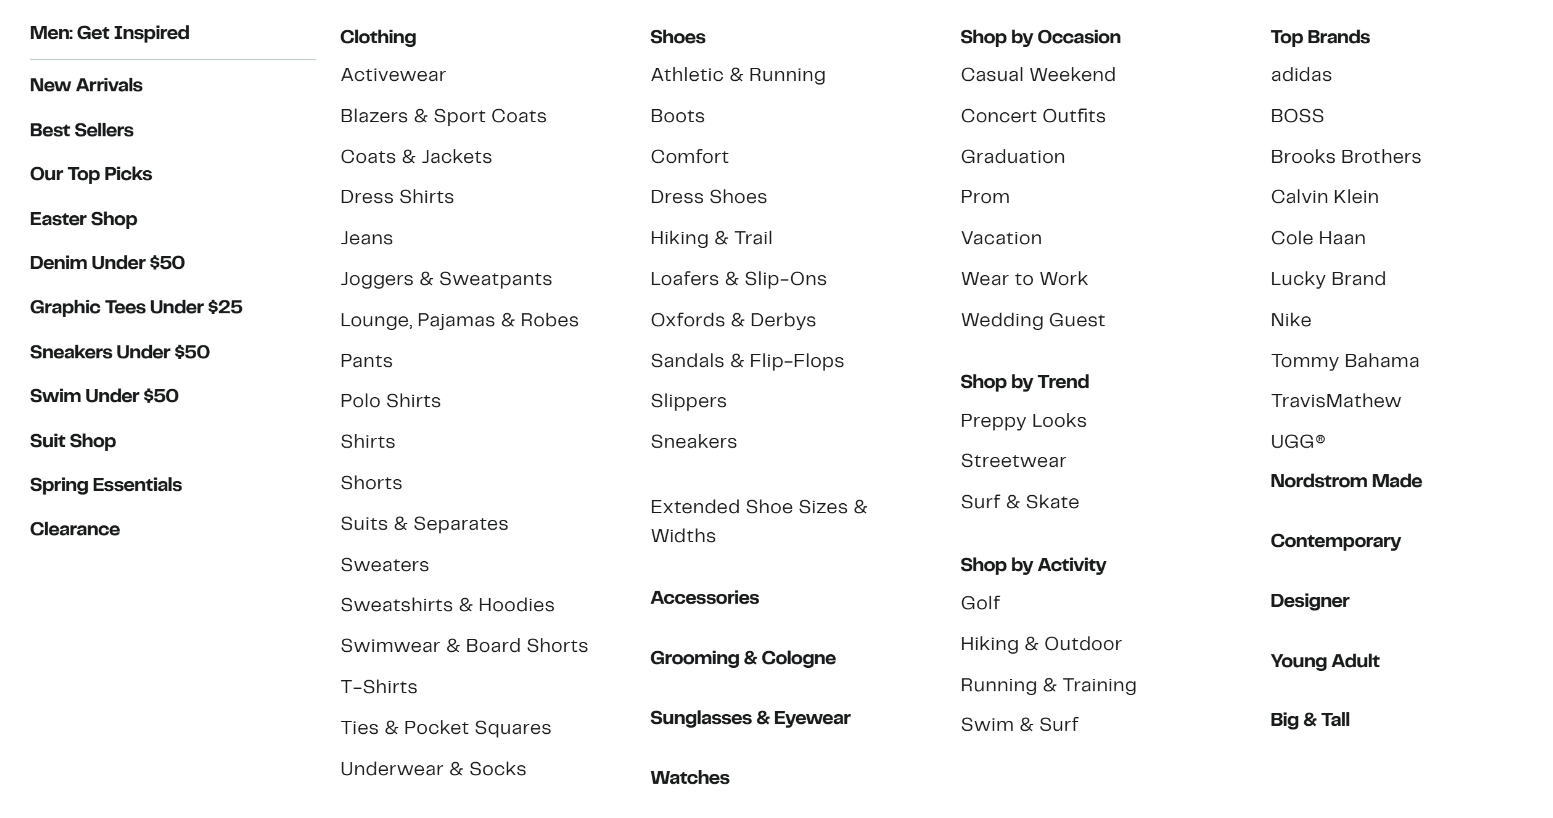 Men: Get Inspired
New Arrivals
Best Sellers
Our Top Picks
Easter Shop
Denim Under $50
Graphic Tees Under $25
Sneakers Under $50
Swim Under $50
Suit Shop
Spring Essentials
Clearance
Clothing
Activewear
Blazers & Sport Coats
Coats & Jackets
Dress Shirts
Jeans
Joggers & Sweatpants
Lounge, Pajamas & Robes
Pants
Polo Shirts
Shirts
Shorts
Suits & Separates
Sweaters
Sweatshirts & Hoodies
Swimwear & Board Shorts
T-Shirts
Ties & Pocket Squares
Underwear & Socks
Shoes
Athletic & Running
Boots
Comfort
Dress Shoes
Hiking & Trail
Loafers & Slip-Ons
Oxfords & Derbys
Sandals & Flip-Flops
Slippers
Sneakers
Extended Shoe Sizes &
Widths
Accessories
Grooming & Cologne
Sunglasses & Eyewear
Watches
Shop by Occasion
Casual Weekend
Concert Outfits
Graduation
Prom
Vacation
Wear to Work
Wedding Guest
Shop by Trend
Preppy Looks
Streetwear
Surf & Skate
Shop by Activity
Golf
Hiking & Outdoor
Running & Training
Swim & Surf
Top Brands
adidas
BOSS
Brooks Brothers
Calvin Klein
Cole Haan
Lucky Brand
Nike
Tommy Bahama
TravisMathew
UGG®
Nordstrom Made
Contemporary
Designer
Young Adult
Big & Tall